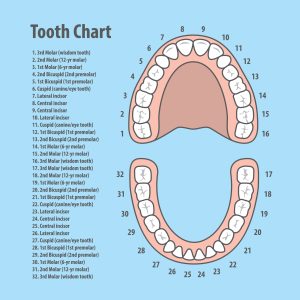 Tooth Chart
1. 3rd Molar (wisdom tooth)
2. 2nd Molar (12-yr molar)
3. 1st Molar (6-yr molar)
4. 2nd Bicuspid (2nd premolar)
5. 1st Bicuspid (1st premolar)
6. Cuspid (canine/eye tooth)
7. Lateral incisor
8. Central incisor
9. Central incisor
10. Lateral incisor
11. Cuspid (canine/eye tooth)
12. 1st Bicuspid (1st premolar)
13. 2nd Bicuspid (2nd premolar)
14. 1st Molar (6-yr molar)
15. 2nd Molar (12-yr molar)
16. 3rd Molar (wisdom tooth)
17. 3rd Molar (wisdom tooth)
18. 2nd Molar (12-yr molar)
19. 1st Molar (6-yr molar)
20. 2nd Bicuspid (2nd premolar)
21. 1st Bicuspid (1st premolar)
22. Cuspid (canine/eye tooth)
23. Lateral incisor
24. Central incisor
25. Central incisor
26. Lateral incisor
27. Cuspid (canine/eye tooth)
28. 1st Bicuspid (1st premolar)
29. 2nd Bicuspid (2nd premolar)
30. 1st Molar (6-yr molar)
31. 2nd Molar (12-yr molar)
32. 3rd Molar (wisdom tooth)
8 9
7 10
6 11
5 12
4 13
3 14
2 15
1 16
32 17
31 18
30 19
29 20
28 21
27 22
26 25 24 23